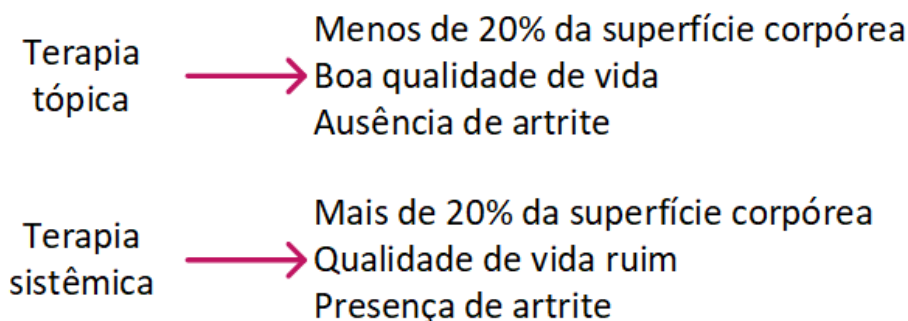 Terapia
tópica
Menos de 20% da superfície corpórea
Boa qualidade de vida
Ausência de artrite
Terapia
sistêmica
Mais de 20% da superfície corpórea
Qualidade de vida ruim
Presença de artrite